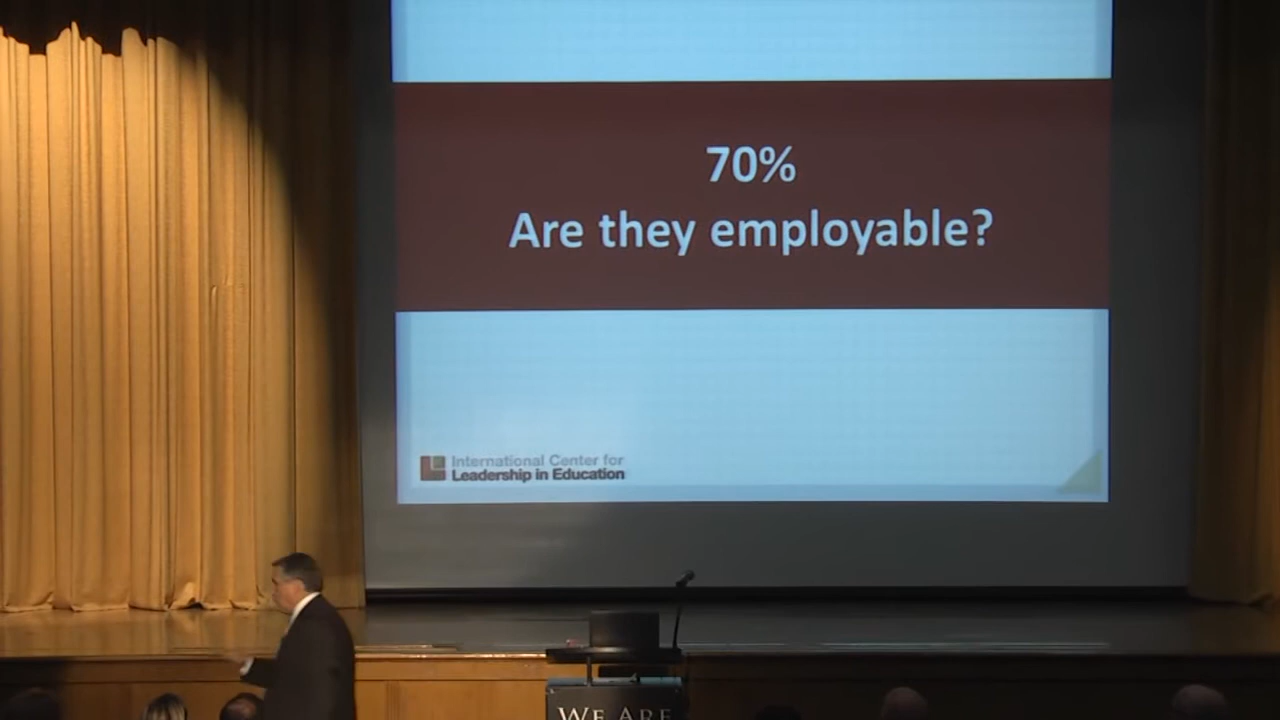 70%
Are they employable?
International Center for
Leadership in Education
WE ARE